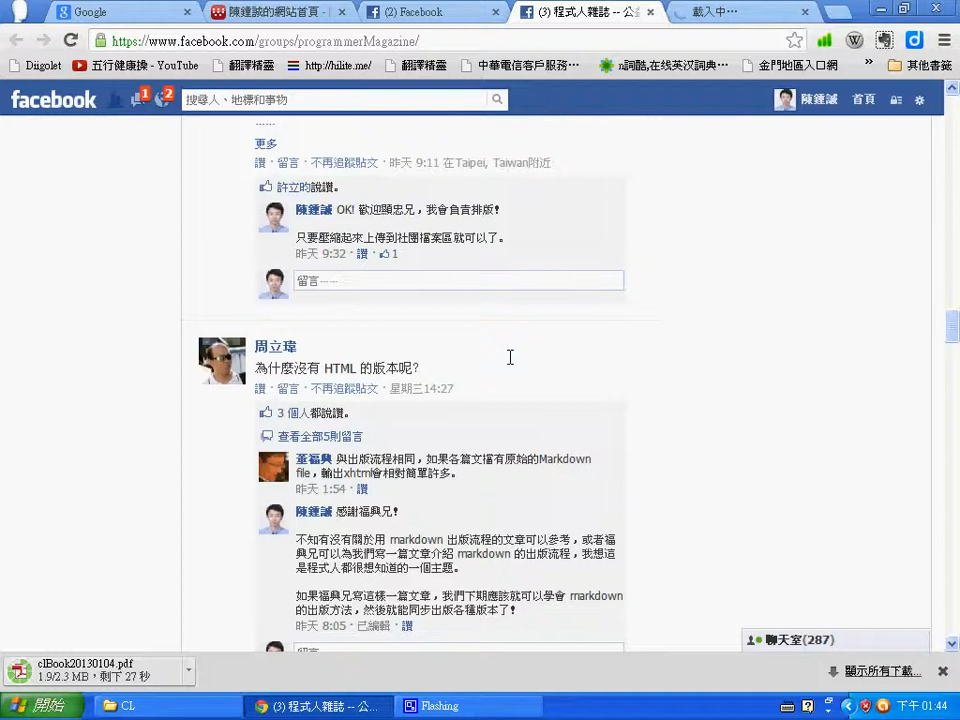 Google
陳鍾誠的網站首頁 -
(2) Facebook
(3) 程式人雜誌 -- 公
載入中…
https://www.facebook.com/groups/programmerMagazine/
Diigolet
五行健康操 - YouTube
翻譯精靈
http://hilite.me/
翻譯精靈
中華電信客戶服務…
n詞酷,在线英汉詞典…
金門地區入口網
»
其他書籤
facebook
1
2
搜尋人、地標和事物
陳鍾誠
首頁
......
更多
讚 · 留言 · 不再追蹤貼文 · 昨天 9:11 在Taipei, Taiwan附近
許立昀說讚。
陳鍾誠 OK! 歡迎顯忠兄，我會負責排版!
只要壓縮起來上傳到社團檔案區就可以了。
昨天 9:32 · 讚 · 1
留言……
周立瑋
為什麼沒有 HTML 的版本呢?
讚 · 留言 · 不再追蹤貼文 · 星期三14:27
3 個人都說讚。
查看全部5則留言
董福興 與出版流程相同，如果各篇文擋有原始的Markdown
file，輸出xhtml會相對簡單許多。
昨天 1:54 · 讚
陳鍾誠 感謝福興兄!
不知有沒有關於用 markdown 出版流程的文章可以參考，或者福
興兄可以為我們寫一篇文章介紹 markdown 的出版流程，我想這
是程式人都很想知道的一個主題。
如果福興兄寫這樣一篇文章，我們下期應該就可以學會 markdown
的出版方法，然後就能同步出版各種版本了!
昨天 8:05 · 已編輯 · 讚
聊天室(287)
clBook20130104.pdf
1.9/2.3 MB，剩下 27 秒
顯示所有下載...
開始
CL
(3) 程式人雜誌 -- 公...
Flashing
下午 01:44